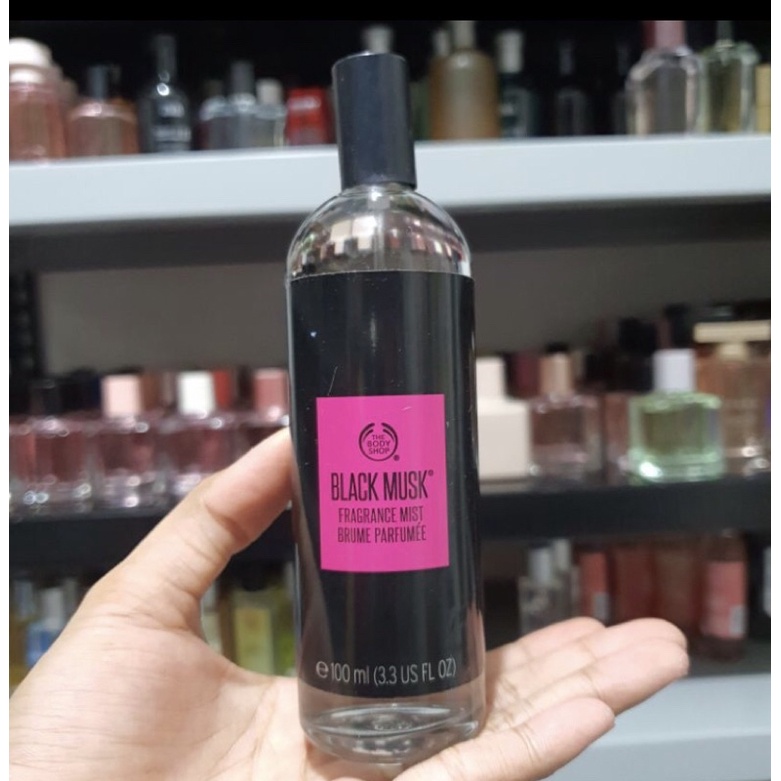 THE
BODY
SHOP®
BLACK MUSK®
FRAGRANCE MIST
BRUME PARFUMÉE
℮100 ml (3.3 US FL OZ)